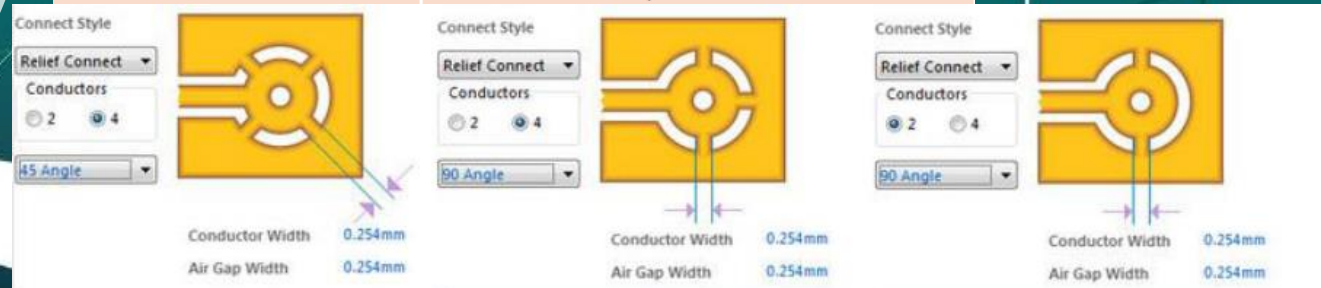 Connect Style
Relief Connect
Conductors
2 4
45 Angle
Conductor Width 0.254mm
Air Gap Width 0.254mm
Connect Style
Relief Connect
Conductors
2 4
90 Angle
Conductor Width 0.254mm
Air Gap Width 0.254mm
Connect Style
Relief Connect
Conductors
2 4
90 Angle
Conductor Width 0.254mm
Air Gap Width 0.254mm